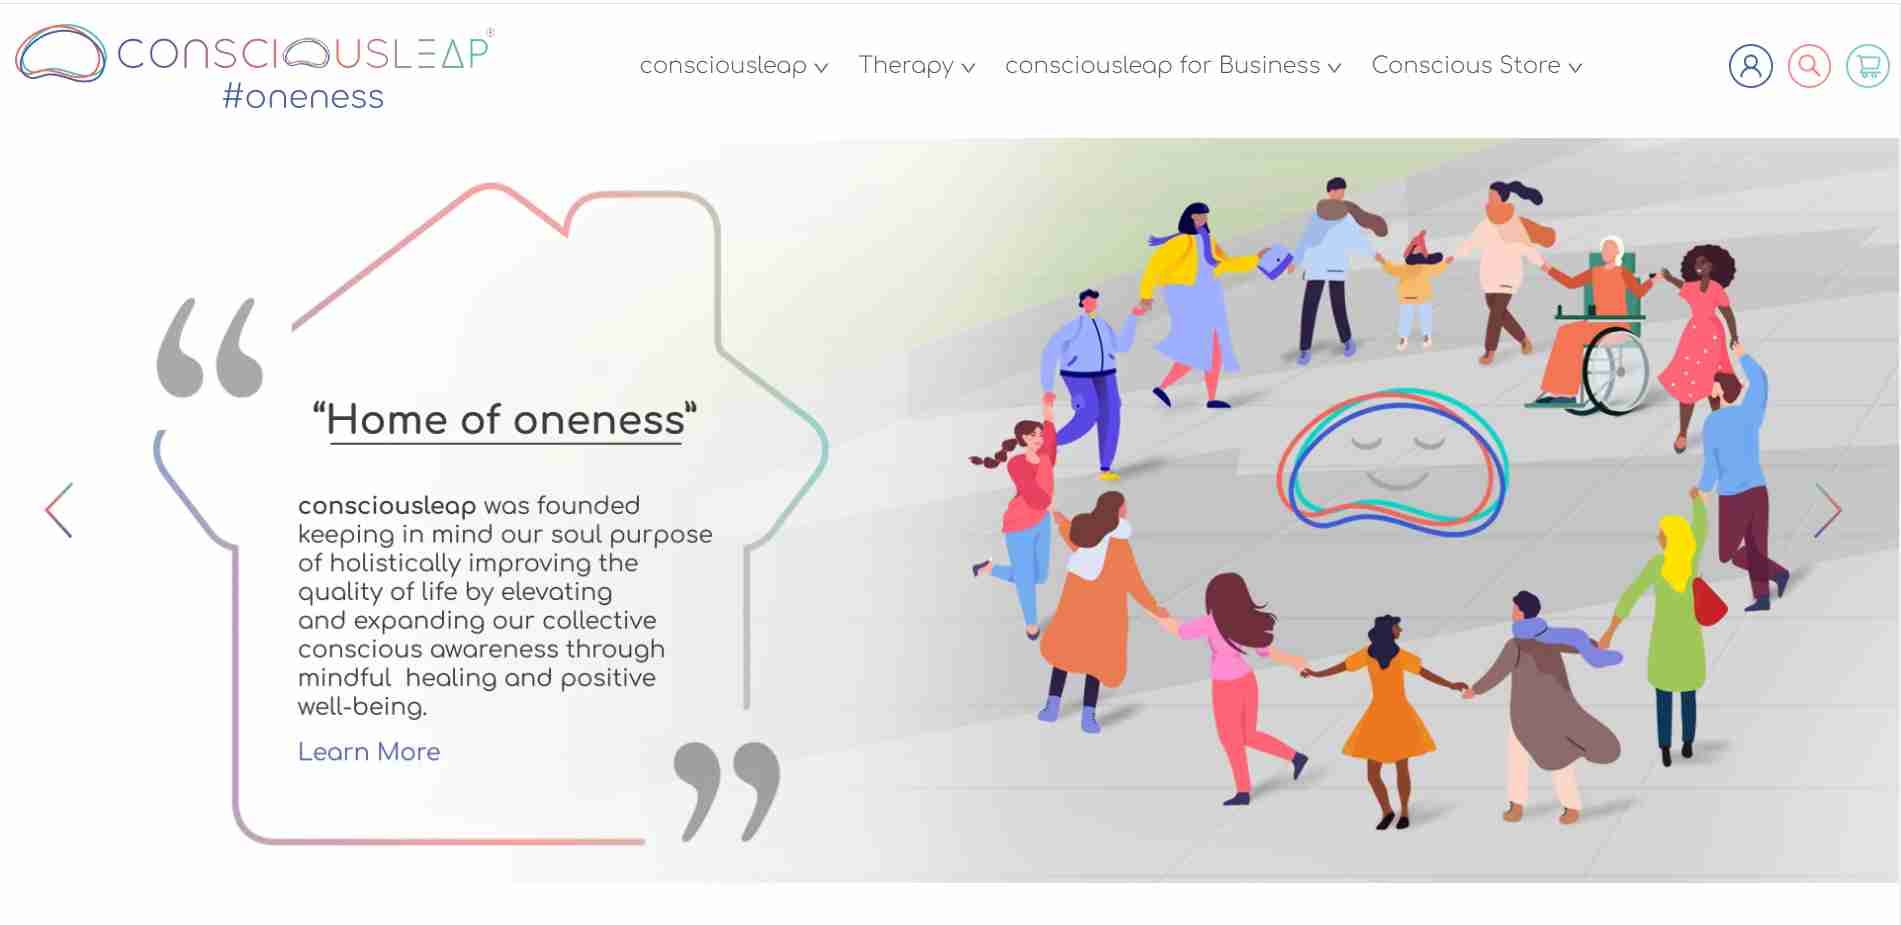 CONSCIOUSLEAP®
#oneness
consciousleap Therapy consciousleap for Business Conscious Store
“Home of oneness“
consciousleap was founded
keeping in mind our soul purpose
of holistically improving the
quality of life by elevating
and expanding our collective
conscious awareness through
mindful  healing and positive
well-being.
Learn More